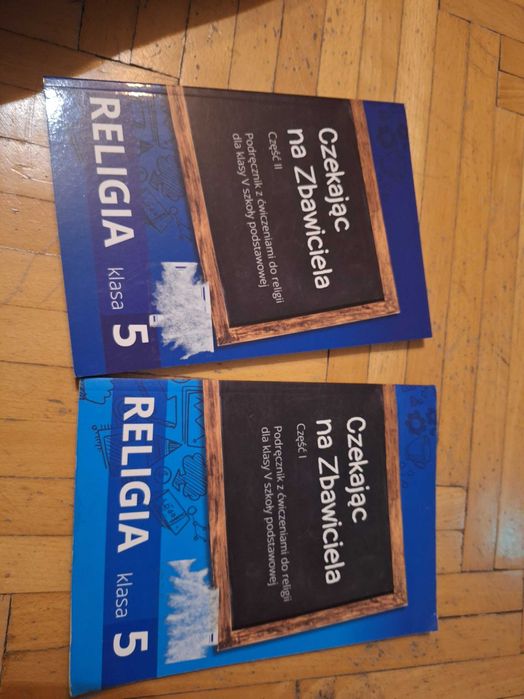 Czekając
na Zbawiciela
Część II
Podręcznik z ćwiczeniami do religii
dla klasy V szkoły podstawowej
RELIGIA klasa 5
Czekając
na Zbawiciela
Część I
Podręcznik z ćwiczeniami do religii
dla klasy V szkoły podstawowej
RELIGIA klasa 5